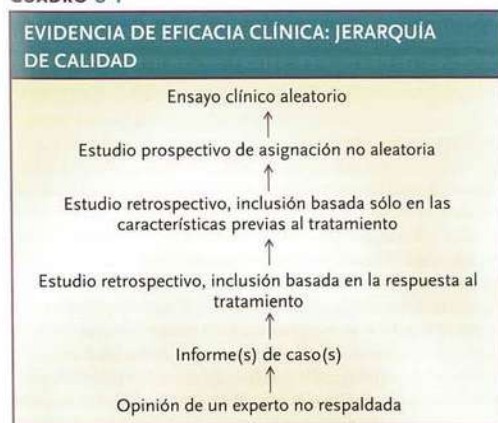 EVIDENCIA DE EFICACIA CLÍNICA: JERARQUÍA
DE CALIDAD
Ensayo clínico aleatorio
Estudio prospectivo de asignación no aleatoria
Estudio retrospectivo, inclusión basada sólo en las
características previas al tratamiento
Estudio retrospectivo, inclusión basada en la respuesta al
tratamiento
Informe(s) de caso(s)
Opinión de un experto no respaldada